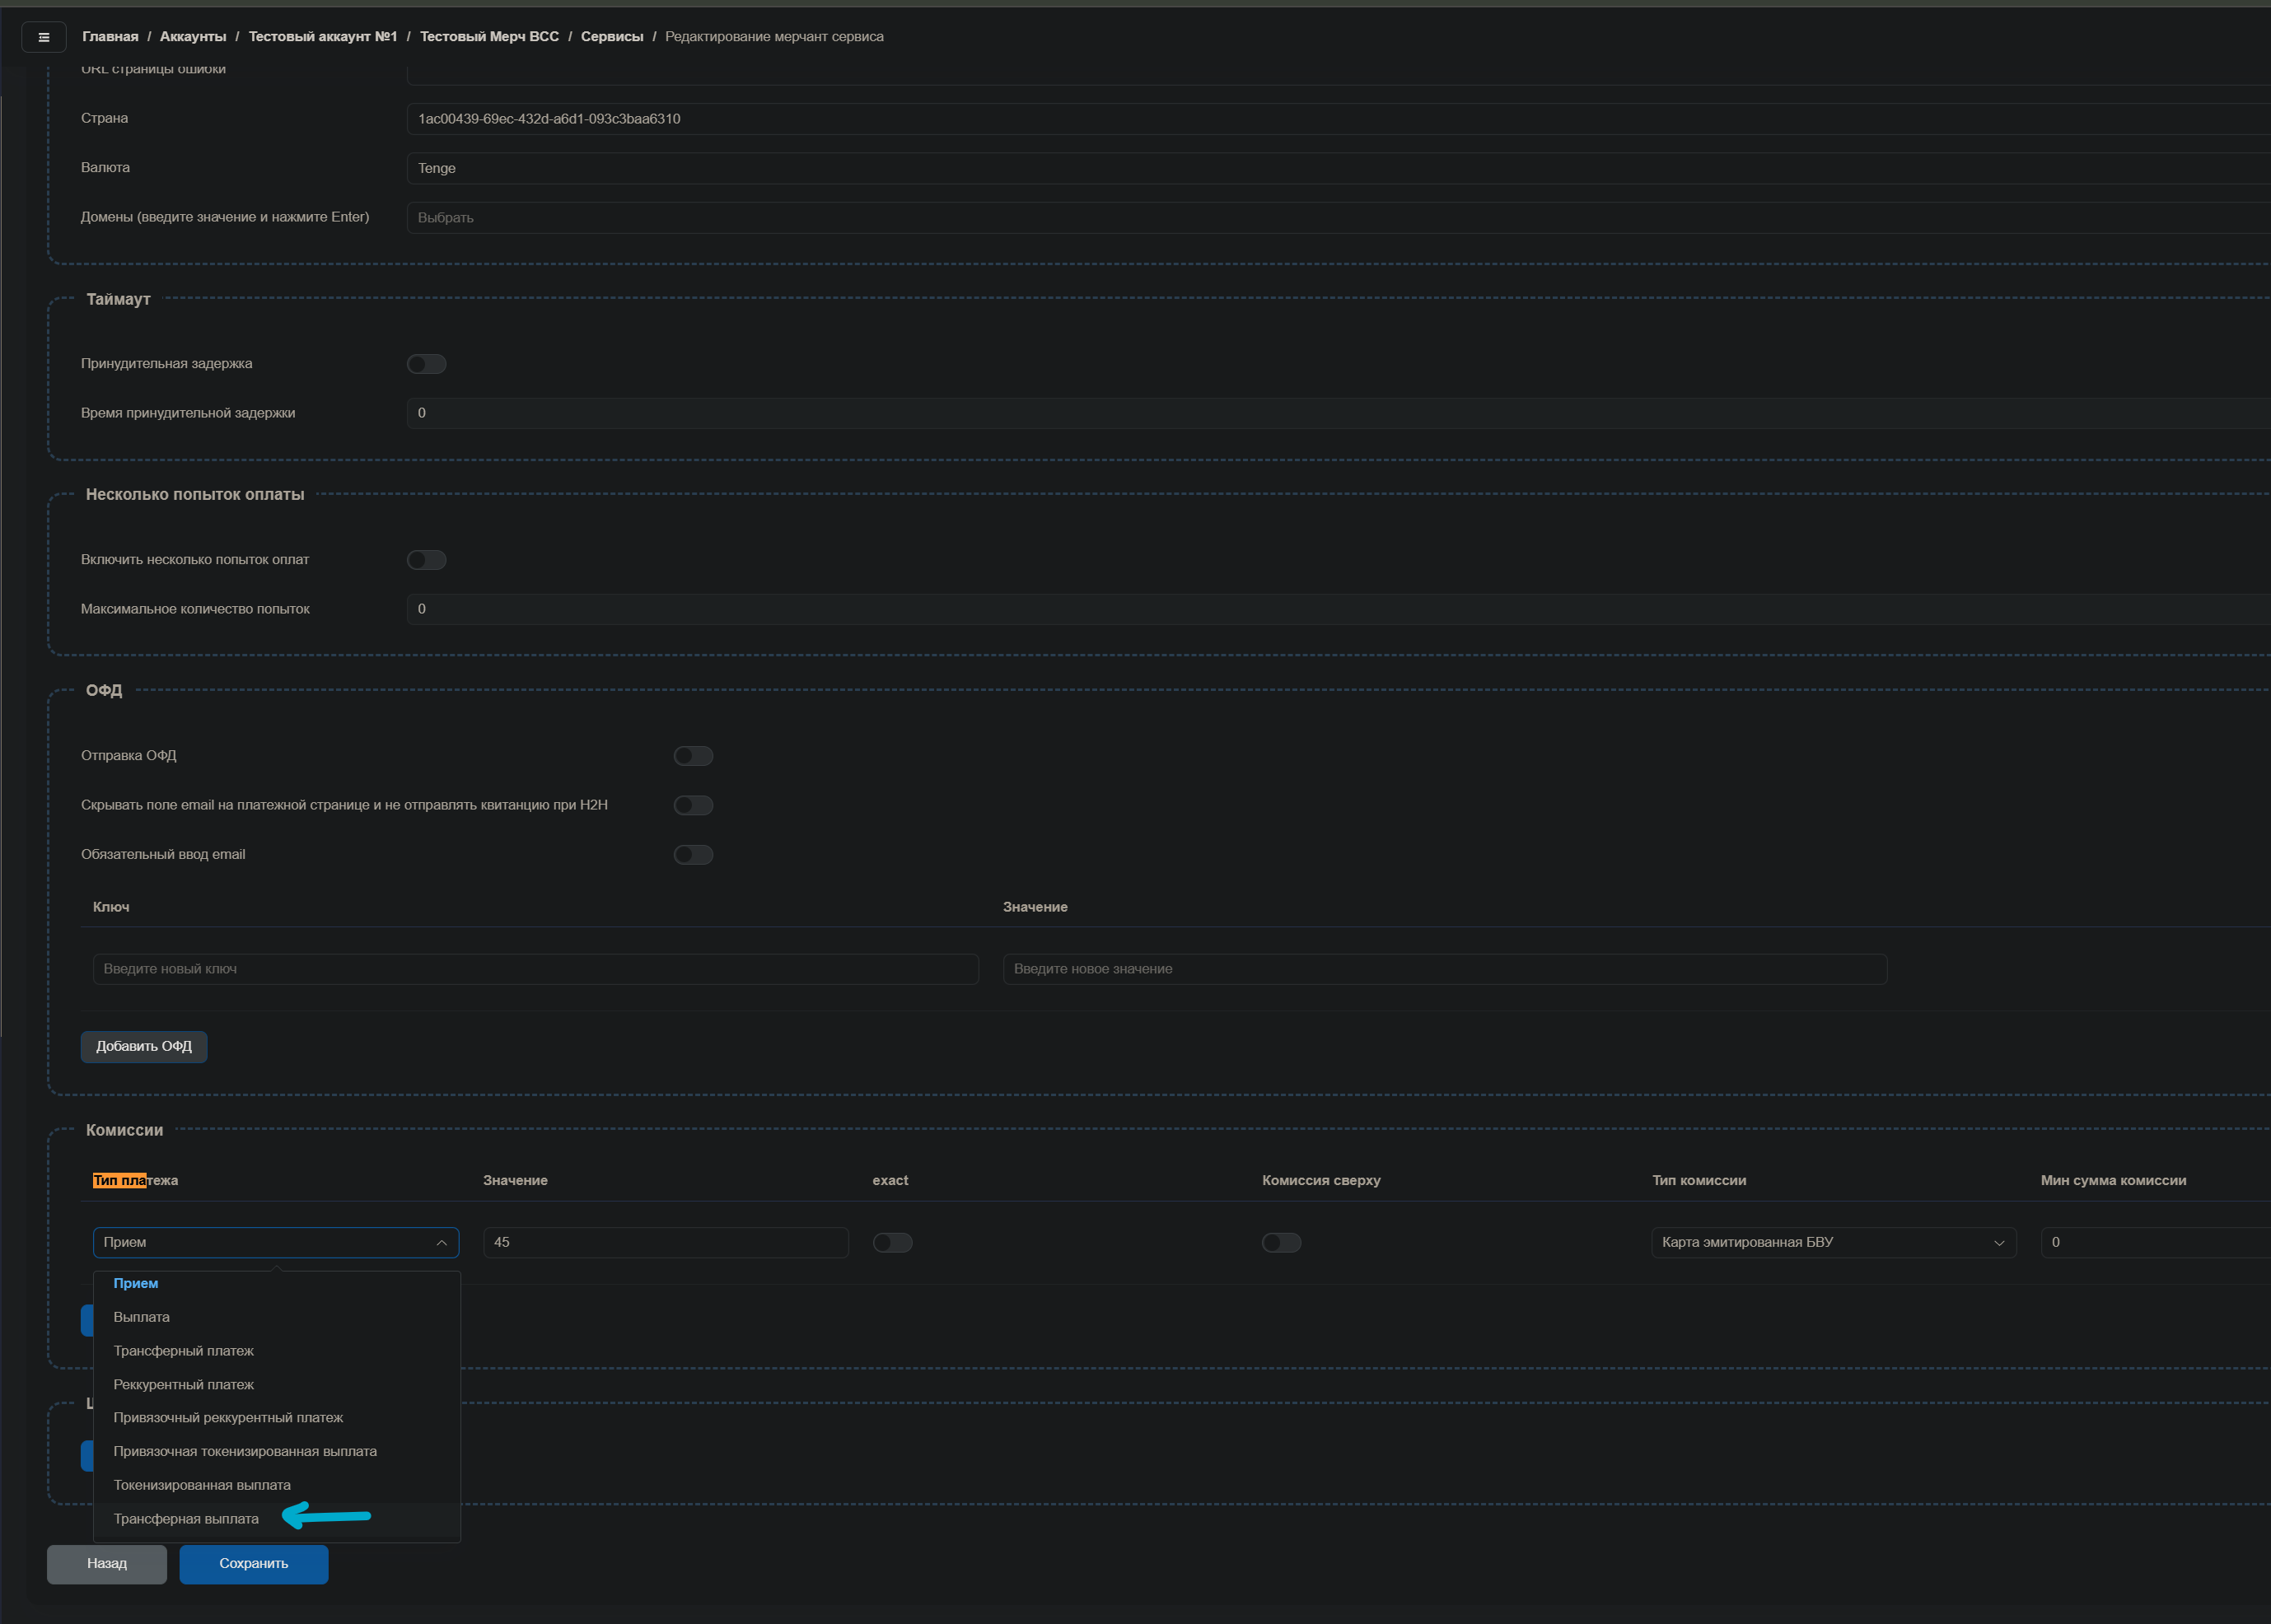 Главная / Аккаунты / Тестовый аккаунт №1 / Тестовый Мерч ВСС / Сервисы / Редактирование мерчант сервиса
URL страницы ошибки
Страна
1ac00439-69ec-432d-a6d1-093c3baa6310
Валюта
Tenge
Домены (введите значение и нажмите Enter)
Выбрать
Таймаут
Принудительная задержка
Время принудительной задержки
0
Несколько попыток оплаты
Включить несколько попыток оплат
Максимальное количество попыток
0
ОФД
Отправка ОФД
Скрывать поле email на платежной странице и не отправлять квитанцию при H2H
Обязательный ввод email
Ключ Значение
Введите новый ключ Введите новое значение
Добавить ОФД
Комиссии
Тип платежа Значение exact Комиссия сверху Тип комиссии Мин сумма комиссии
Прием 45 Карта эмитированная БВУ 0
Прием
Выплата
Трансферный платеж
Реккурентный платеж
Привязочный реккурентный платеж
Привязочная токенизированная выплата
Токенизированная выплата
Трансферная выплата
Назад Сохранить